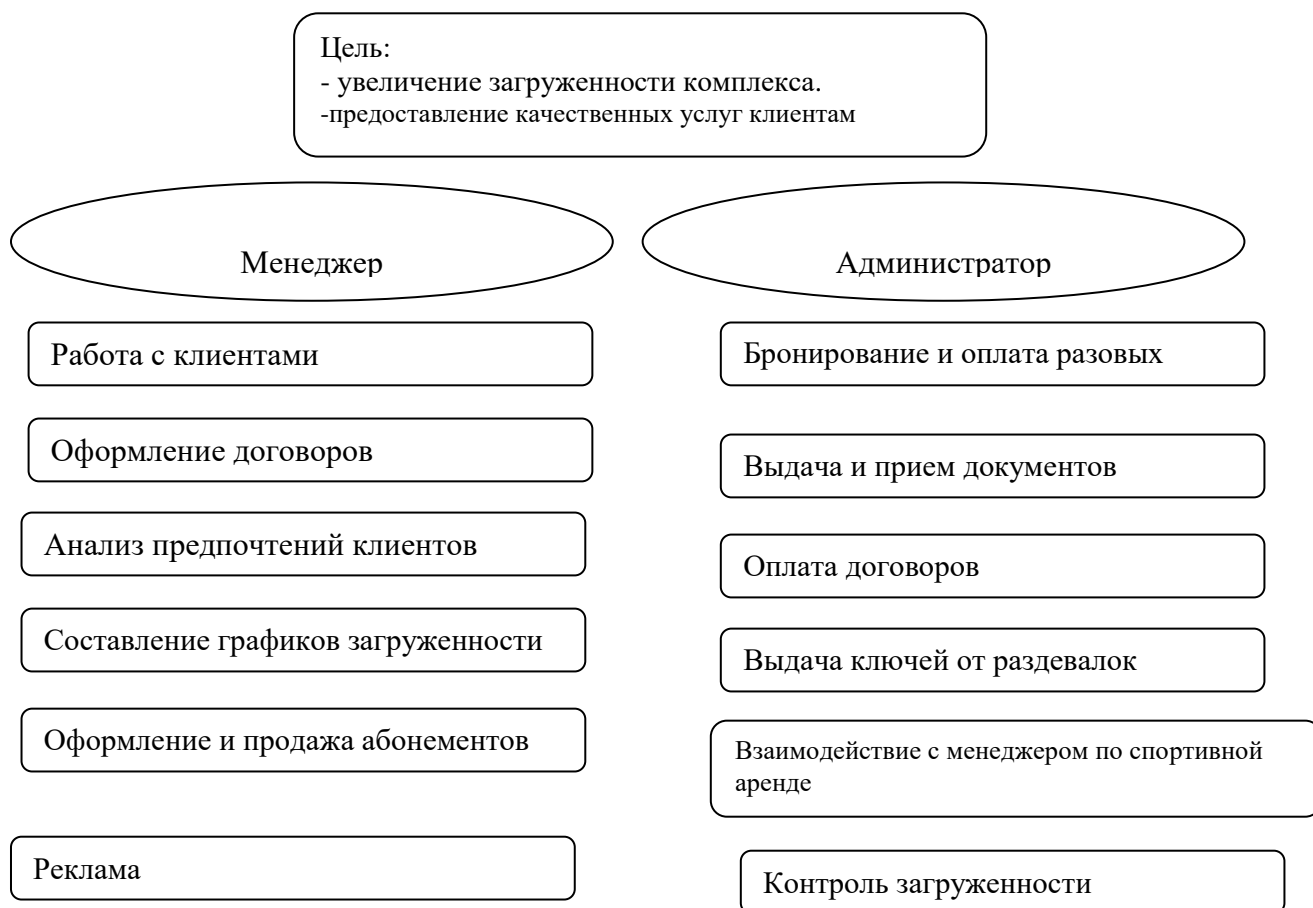 Цель:
- увеличение загруженности комплекса.
-предоставление качественных услуг клиентам
Менеджер
Администратор
Работа с клиентами
Оформление договоров
Анализ предпочтений клиентов
Составление графиков загруженности
Оформление и продажа абонементов
Реклама
Бронирование и оплата разовых
Выдача и прием документов
Оплата договоров
Выдача ключей от раздевалок
Взаимодействие с менеджером по спортивной
аренде
Контроль загруженности